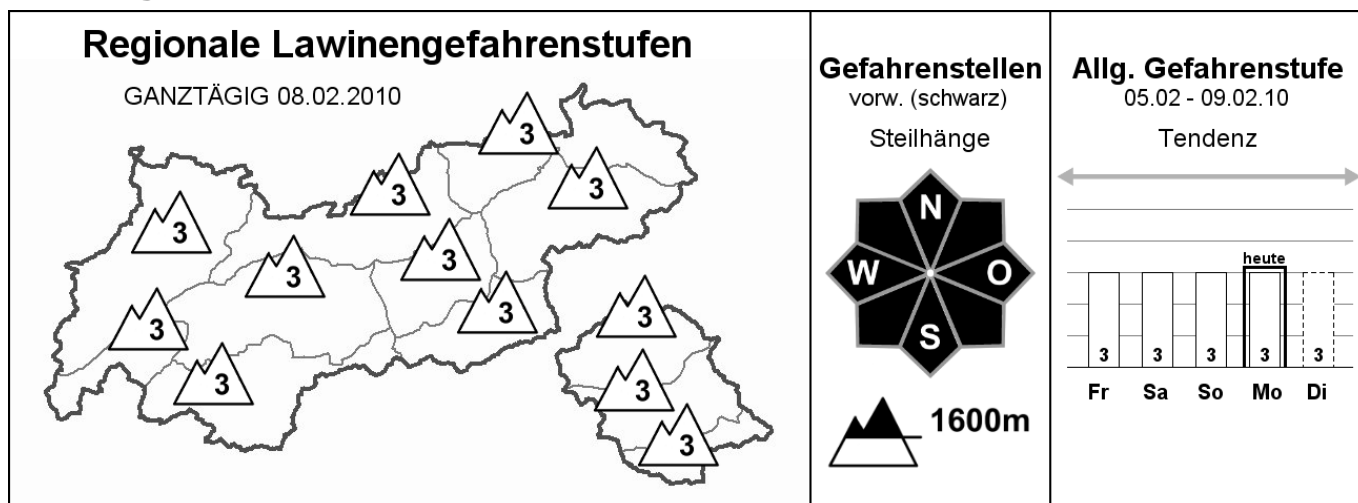 Regionale Lawinengefahrenstufen
GANZTÄGIG 08.02.2010
3
3
3
3
3
3
3
3
3
3
3
3
Gefahrenstellen
vorw. (schwarz)
Steilhänge
N
W O
S
1600m
Allg. Gefahrenstufe
05.02 - 09.02.10
Tendenz
heute
3 3 3 3 3
Fr Sa So Mo Di